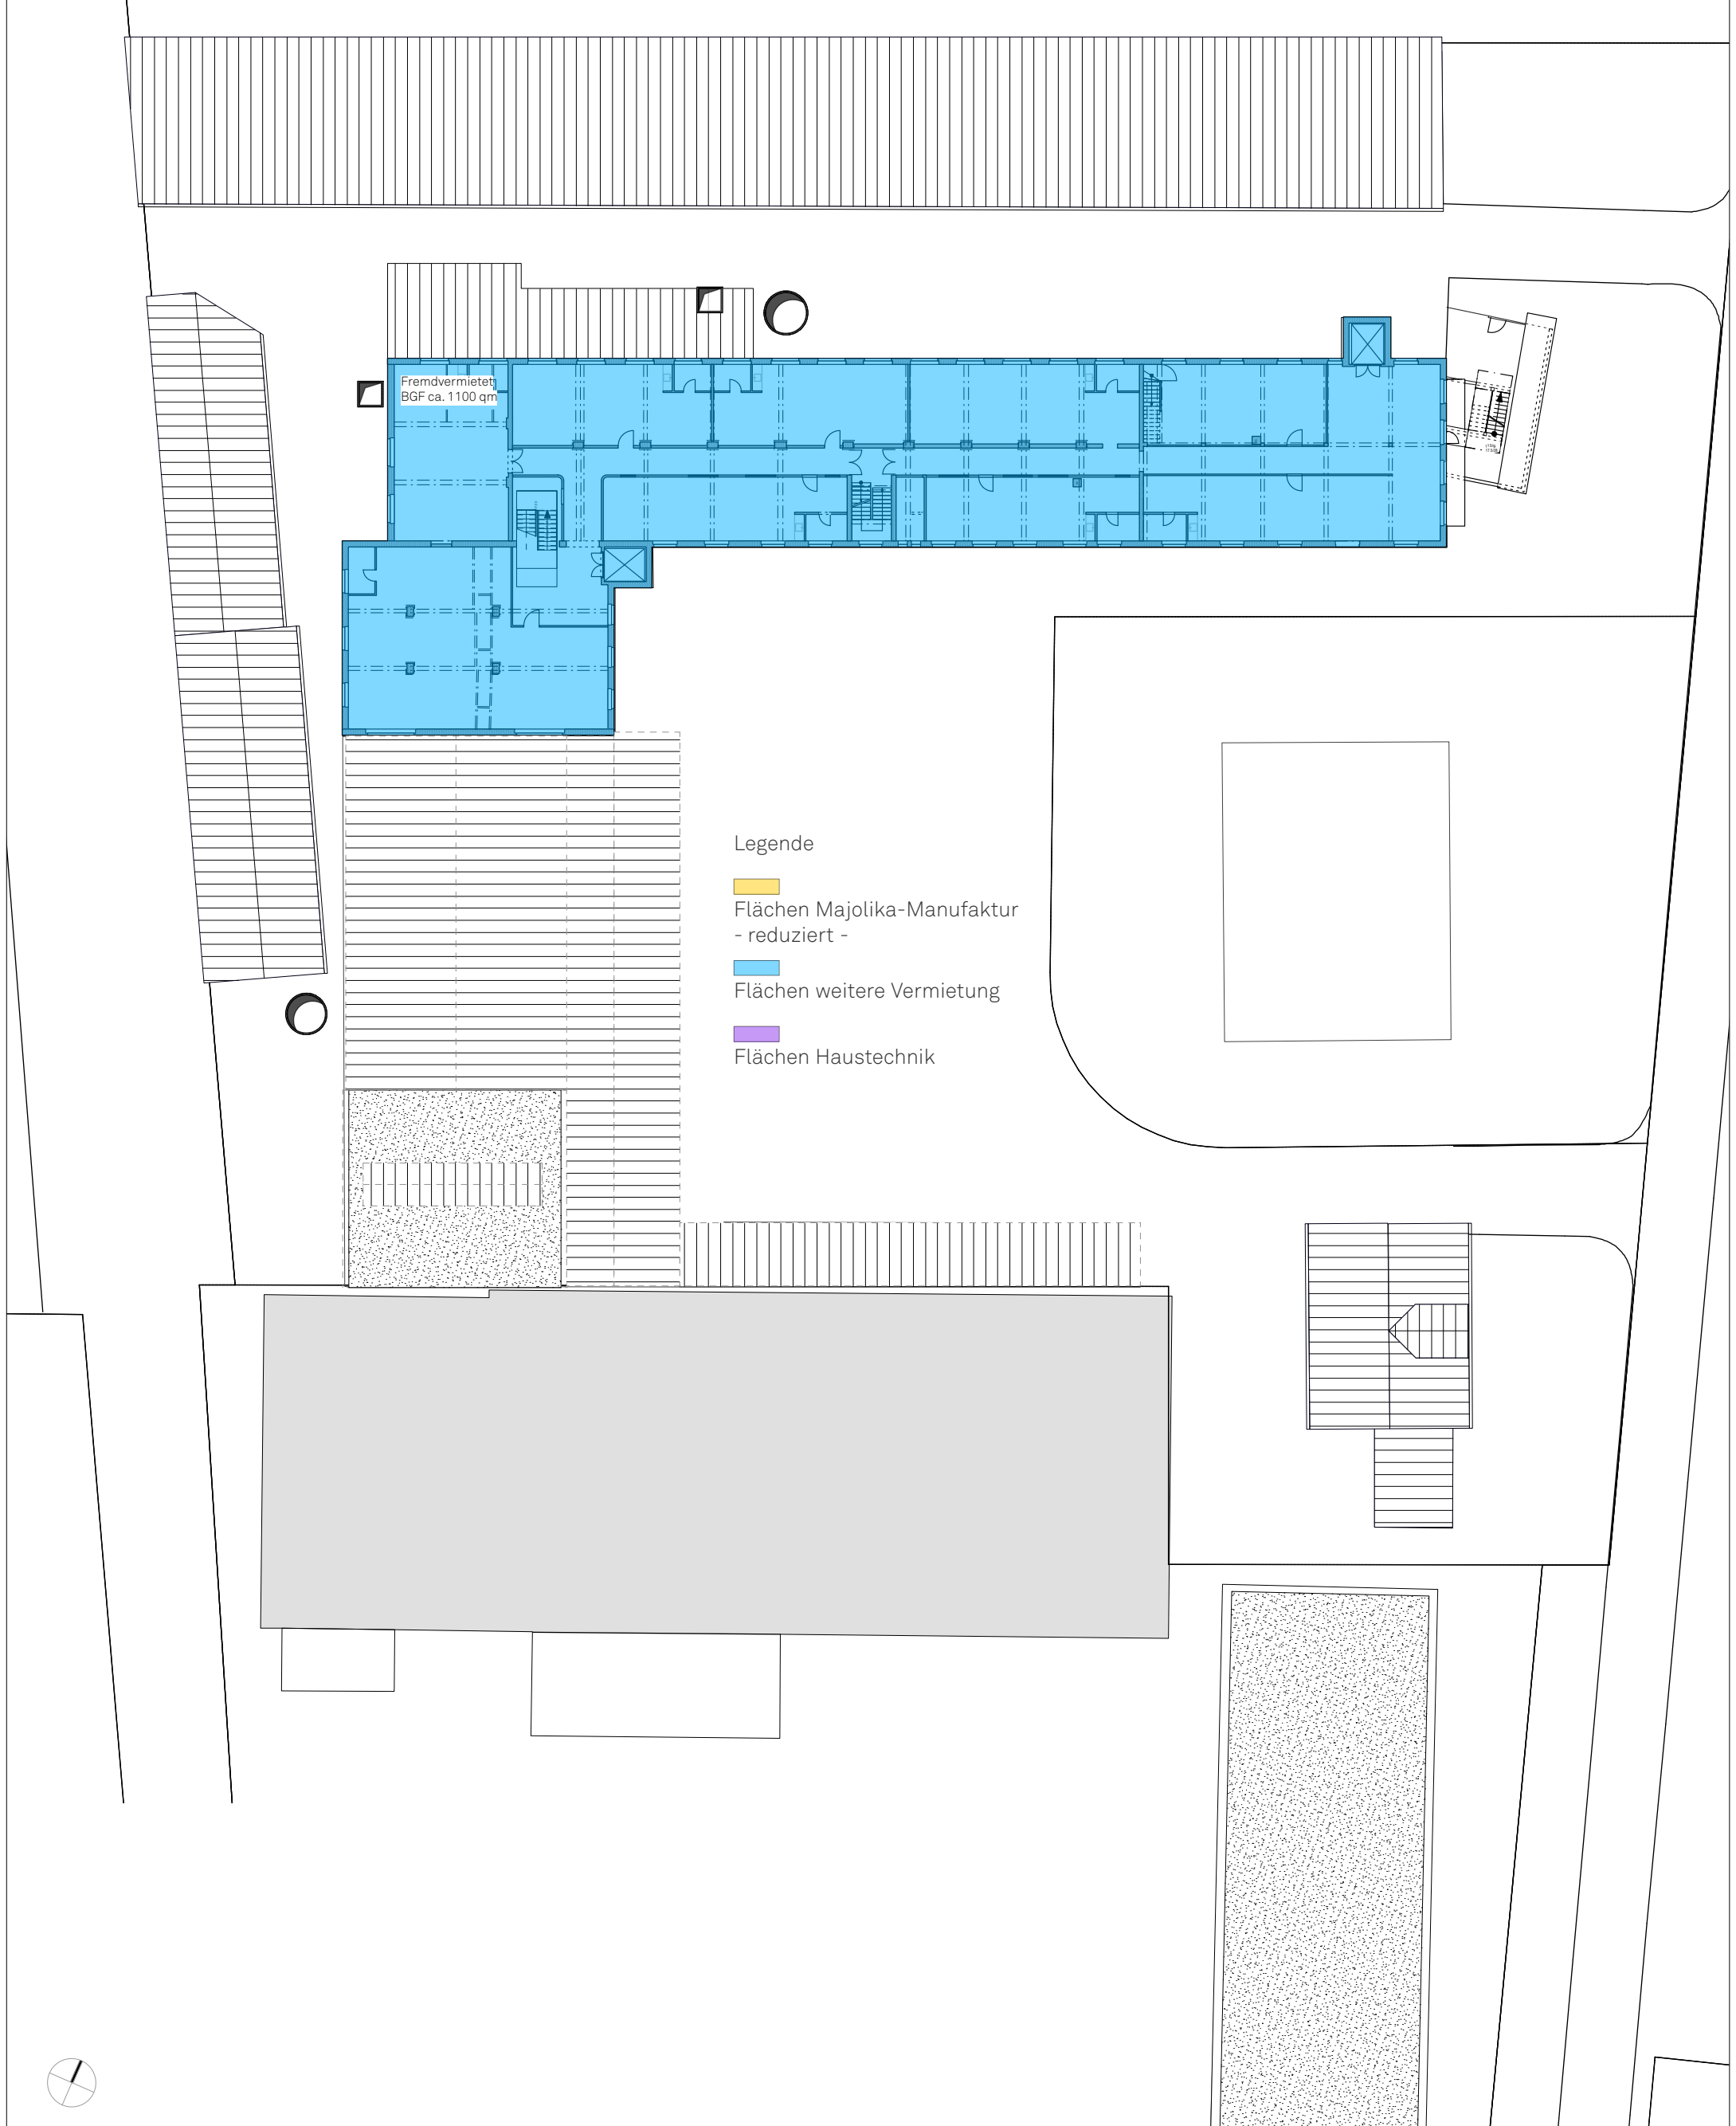 Fremdvermietet
BGF ca. 1100 qm
Legende
Flächen Majolika-Manufaktur
- reduziert -
Flächen weitere Vermietung
Flächen Haustechnik